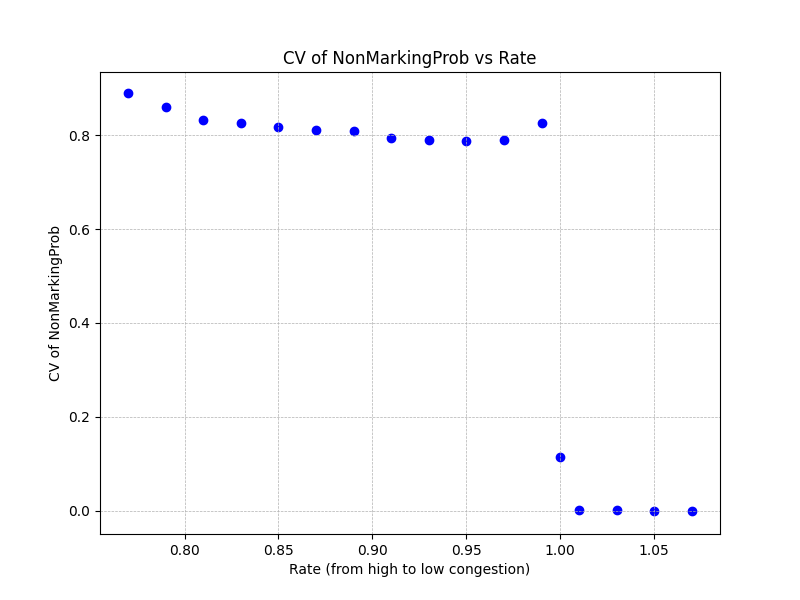 CV of NonMarkingProb vs Rate
CV of NonMarkingProb
0.8
0.6
0.4
0.2
0.0
0.80 0.85 0.90 0.95 1.00 1.05
Rate (from high to low congestion)